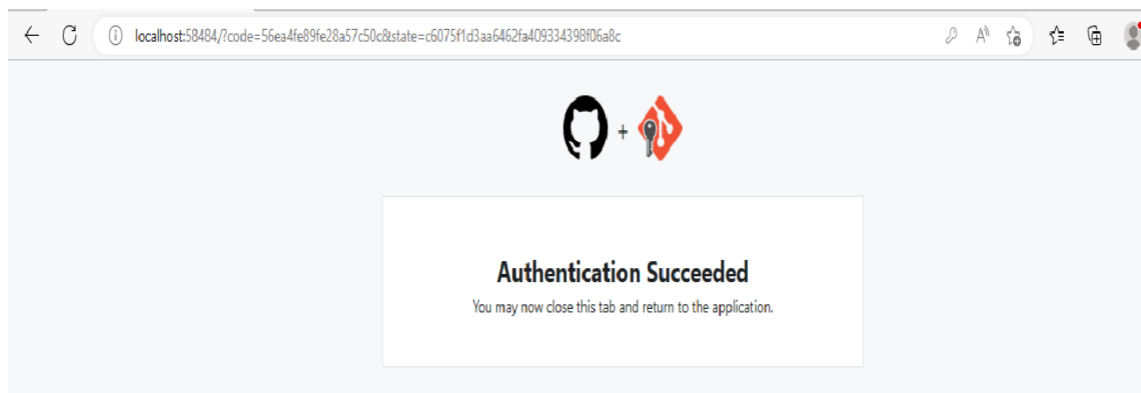 localhost:58484/?code=56ea4fe89fe28a57c50c&state=c6075f1d3aa6462fa409334398f06a8c
+
Authentication Succeeded
You may now close this tab and return to the application.